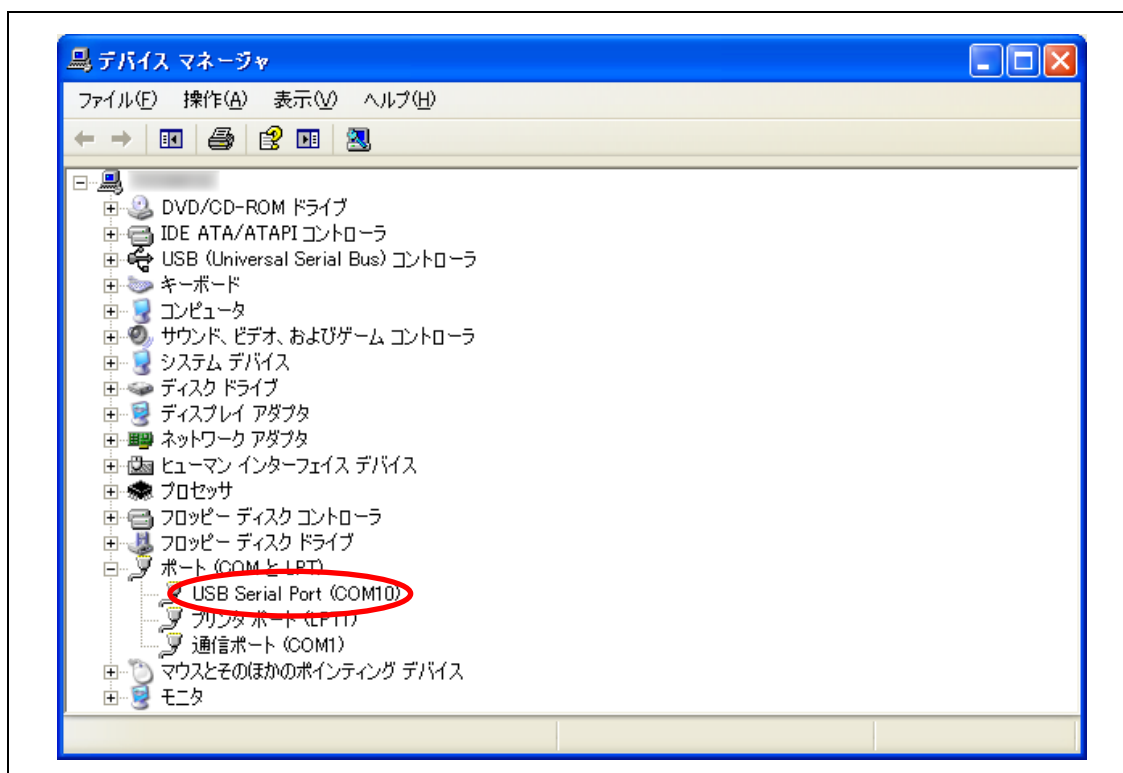 デバイス マネージャ
ファイル(F) 操作(A) 表示(V) ヘルプ(H)
DVD/CD-ROM ドライブ
IDE ATA/ATAPI コントローラ
USB (Universal Serial Bus) コントローラ
キーボード
コンピュータ
サウンド、ビデオ、およびゲーム コントローラ
システム デバイス
ディスク ドライブ
ディスプレイ アダプタ
ネットワーク アダプタ
ヒューマン インターフェイス デバイス
プロセッサ
フロッピー ディスク コントローラ
フロッピー ディスク ドライブ
ポート (COM と LPT)
USB Serial Port (COM10)
プリンタ ポート (LPT1)
通信ポート (COM1)
マウスとそのほかのポインティング デバイス
モニタ